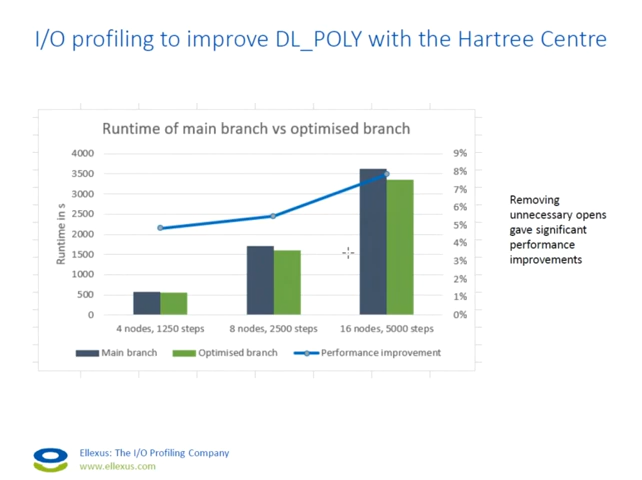 I/O profiling to improve DL_POLY with the Hartree Centre
Runtime of main branch vs optimised branch
4000
3500
3000
2500
2000
1500
1000
500
0
Runtime in s
9%
8%
7%
6%
5%
4%
3%
2%
1%
0%
4 nodes, 1250 steps
8 nodes, 2500 steps
16 nodes, 5000 steps
Main branch
Optimised branch
Performance improvement
Removing
unnecessary opens
gave significant
performance
improvements
Ellexus: The I/O Profiling Company
www.ellexus.com